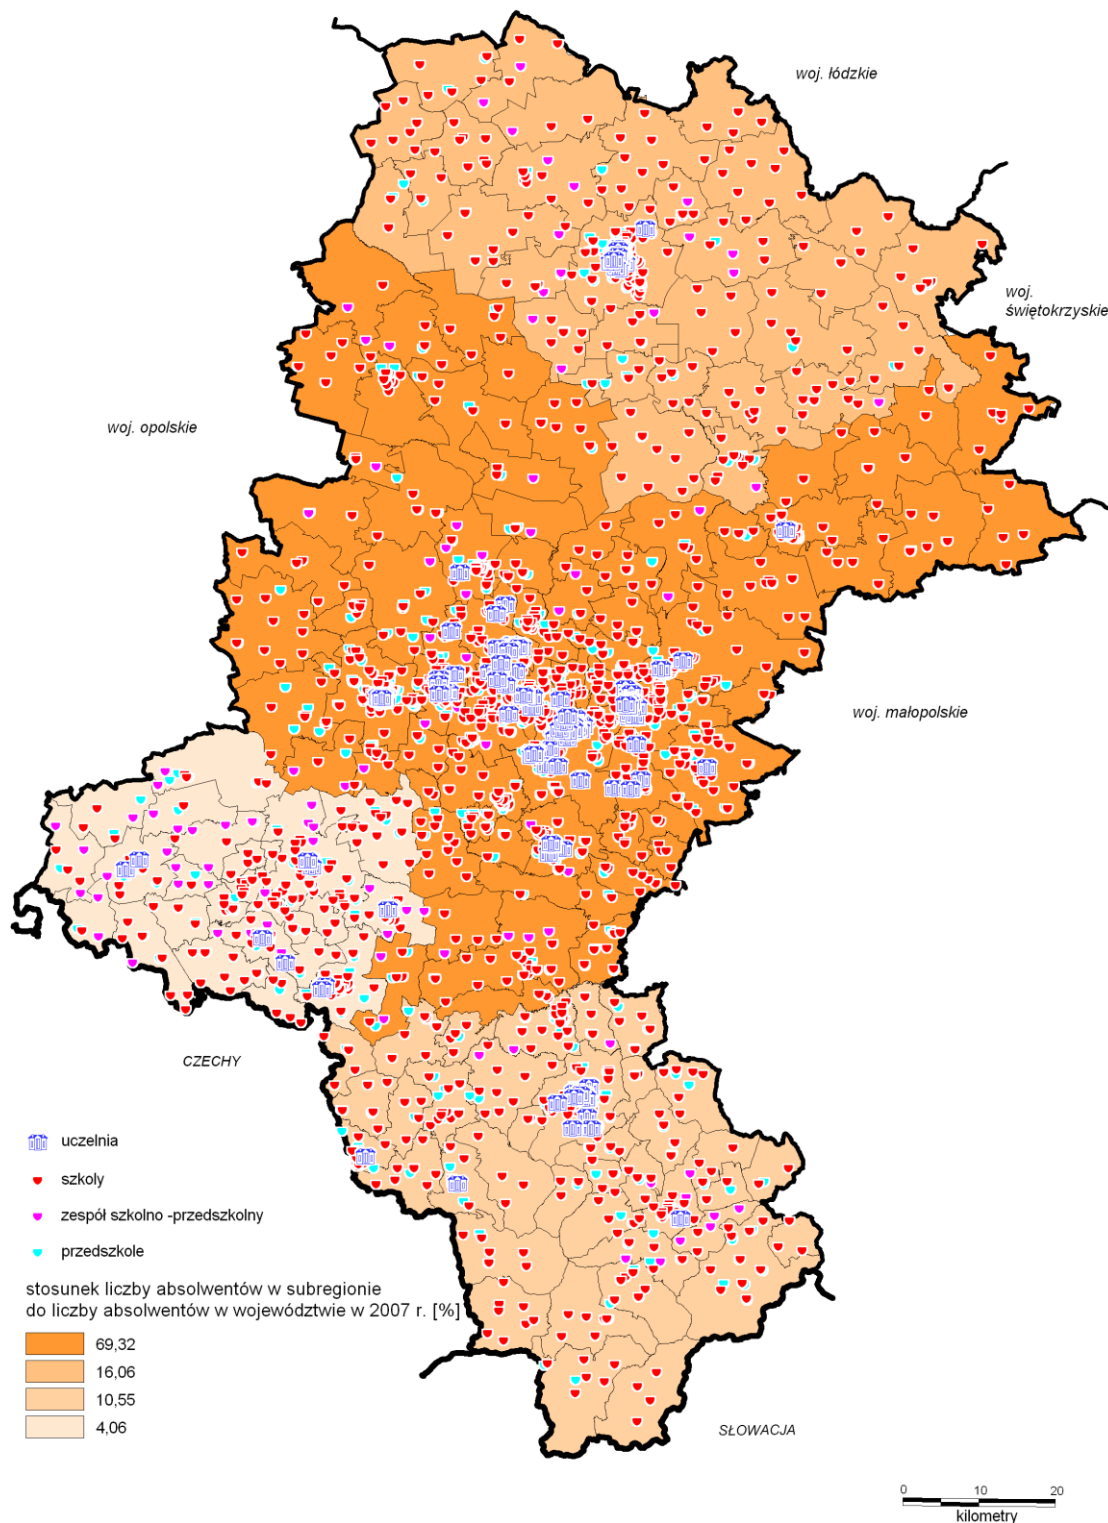 woj. łódzkie
woj.
świętokrzyskie
woj. opolskie
woj. małopolskie
CZECHY
uczelnia
szkoly
zespół szkolno -przedszkolny
przedszkole
stosunek liczby absolwentów w subregionie
do liczby absolwentów w województwie w 2007 r. [%]
69,32
16,06
10,55
4,06
SŁOWACJA
0 10 20
kilometry